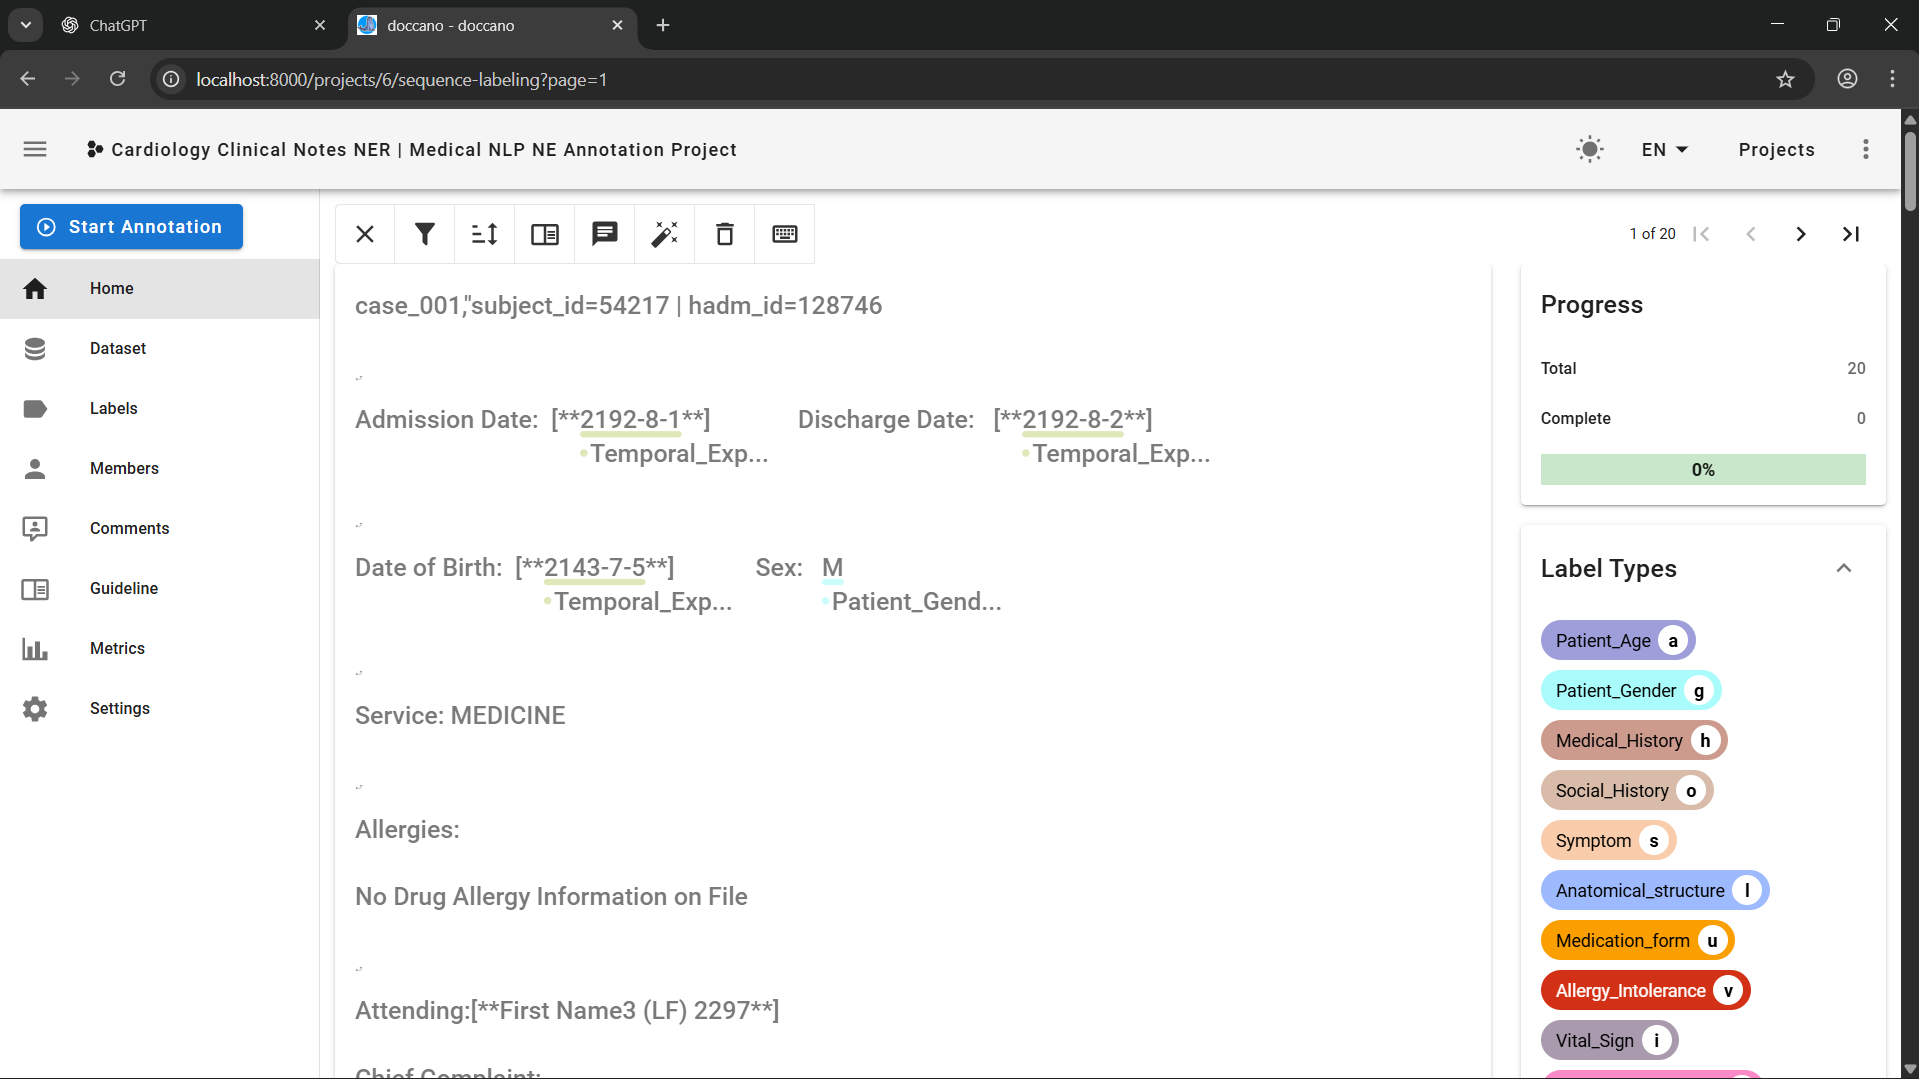 ChatGPT
doccano - doccano
localhost:8000/projects/6/sequence-labeling?page=1
Cardiology Clinical Notes NER | Medical NLP NE Annotation Project
EN
Projects
Start Annotation
Home
Dataset
Labels
Members
Comments
Guideline
Metrics
Settings
1 of 20
case_001,"subject_id=54217 | hadm_id=128746
Admission Date: [**2192-8-1**] Discharge Date: [**2192-8-2**]
Temporal_Exp... Temporal_Exp...
Date of Birth: [**2143-7-5**] Sex: M
Temporal_Exp... Patient_Gend...
Service: MEDICINE
Allergies:
No Drug Allergy Information on File
Attending:[**First Name3 (LF) 2297**]
Chief Complaint:
Progress
Total 20
Complete 0
0%
Label Types
Patient_Age a
Patient_Gender g
Medical_History h
Social_History o
Symptom s
Anatomical_structure l
Medication_form u
Allergy_Intolerance v
Vital_Sign i